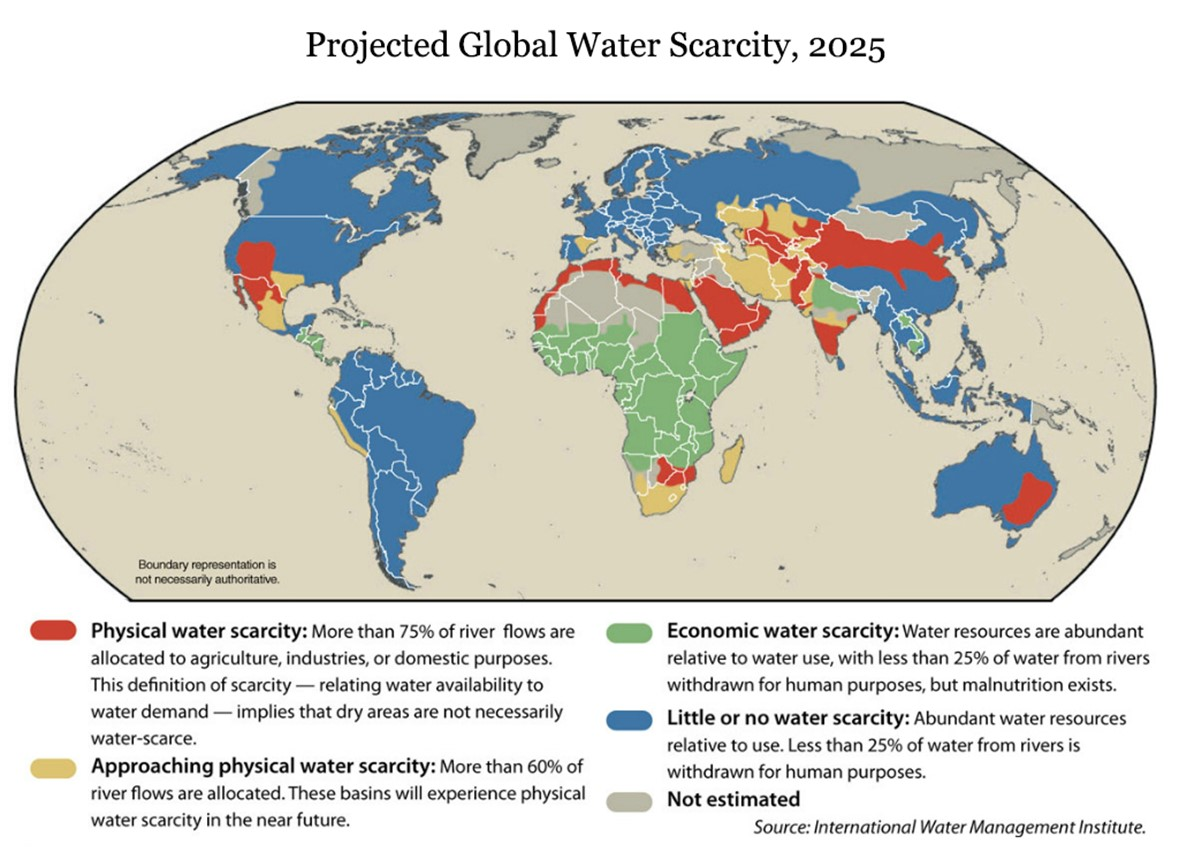 Projected Global Water Scarcity, 2025
Boundary representation is
not necessarily authoritative.
Physical water scarcity: More than 75% of river flows are
allocated to agriculture, industries, or domestic purposes.
This definition of scarcity — relating water availability to
water demand — implies that dry areas are not necessarily
water-scarce.
Approaching physical water scarcity: More than 60% of
river flows are allocated. These basins will experience physical
water scarcity in the near future.
Economic water scarcity: Water resources are abundant
relative to water use, with less than 25% of water from rivers
withdrawn for human purposes, but malnutrition exists.
Little or no water scarcity: Abundant water resources
relative to use. Less than 25% of water from rivers is
withdrawn for human purposes.
Not estimated
Source: International Water Management Institute.